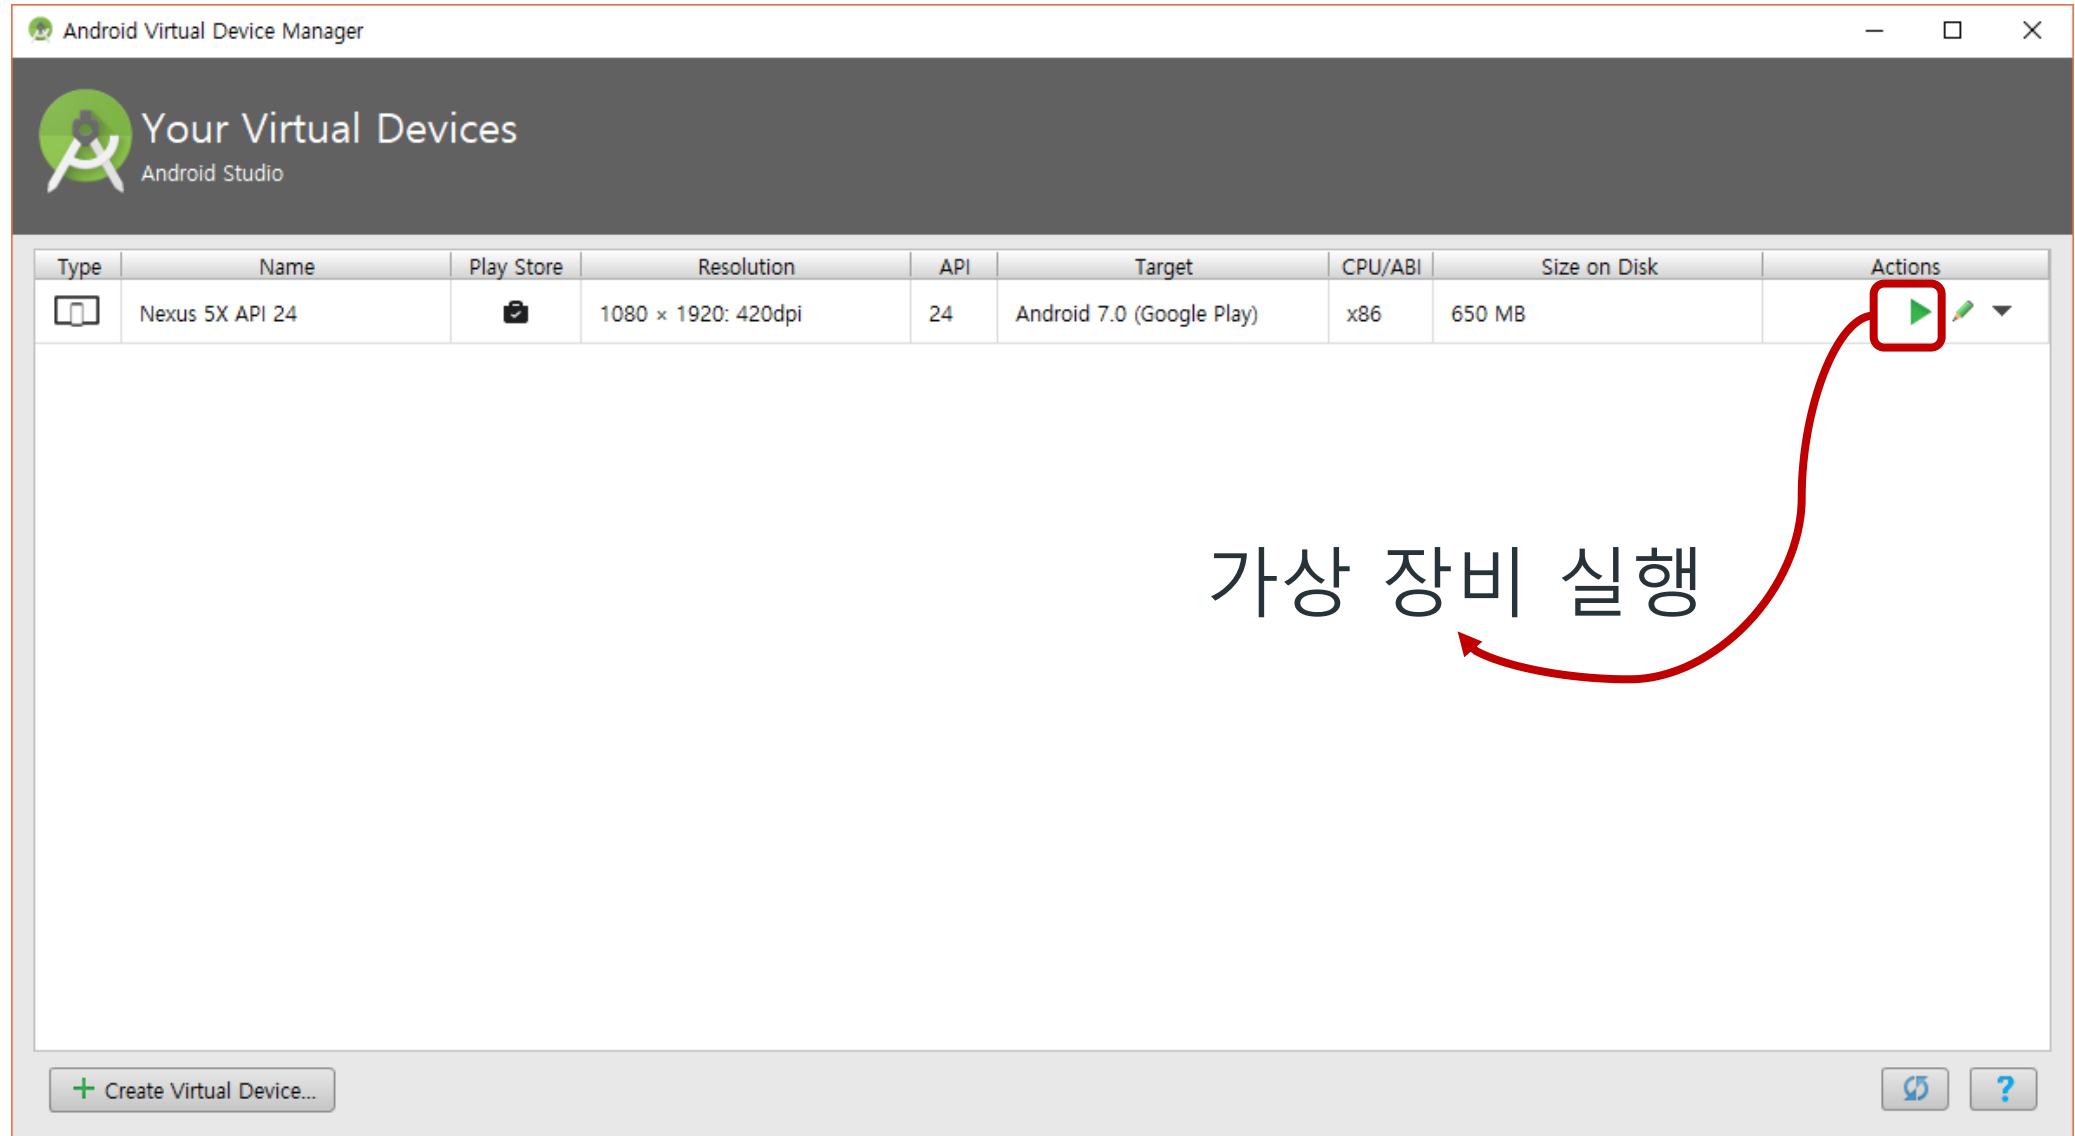 Android Virtual Device Manager
Your Virtual Devices
Android Studio
Type Name Play Store Resolution API Target CPU/ABI Size on Disk Actions
Nexus 5X API 24 1080 × 1920: 420dpi 24 Android 7.0 (Google Play) x86 650 MB
가상 장비 실행
+ Create Virtual Device...
?